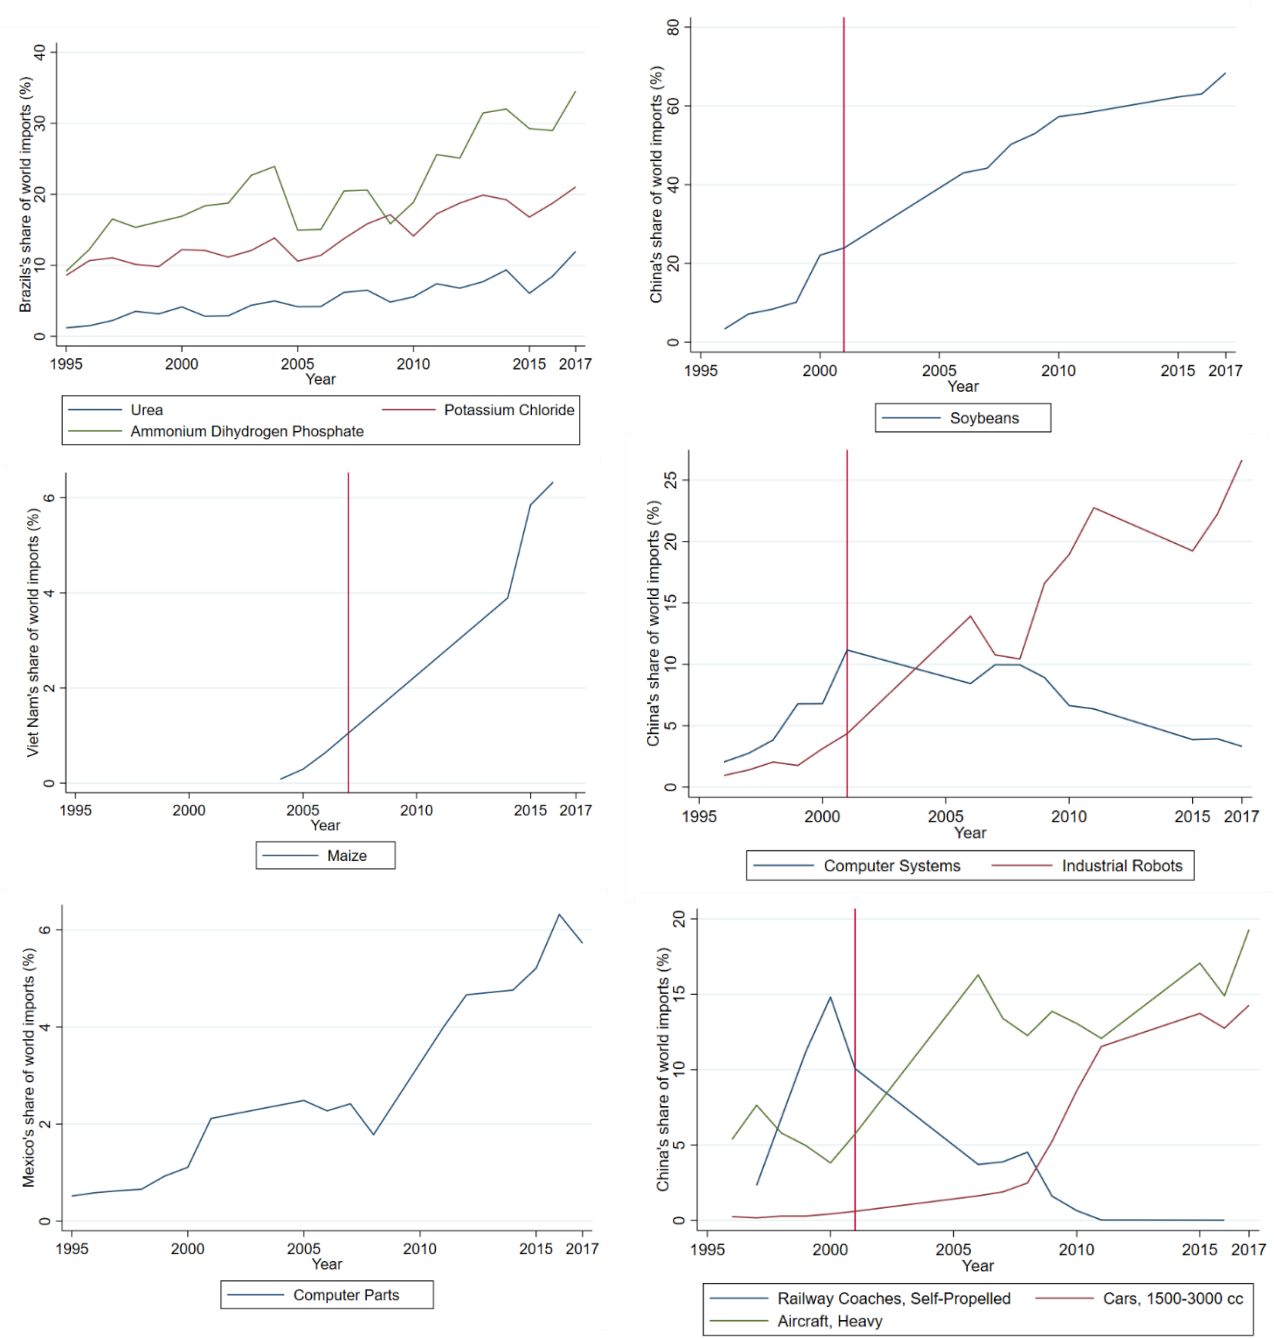 Brazils's share of world imports (%)
40
30
20
10
0
1995 2000 2005 2010 2015 2017
Year
Urea Potassium Chloride
Ammonium Dihydrogen Phosphate
China's share of world imports (%)
80
60
40
20
0
1995 2000 2005 2010 2015 2017
Year
Soybeans
Viet Nam's share of world imports (%)
6
4
2
0
1995 2000 2005 2010 2015 2017
Year
Maize
China's share of world imports (%)
25
20
15
10
5
0
1995 2000 2005 2010 2015 2017
Year
Computer Systems Industrial Robots
Mexico's share of world imports (%)
6
4
2
0
1995 2000 2005 2010 2015 2017
Year
Computer Parts
China's share of world imports (%)
20
15
10
5
0
1995 2000 2005 2010 2015 2017
Year
Railway Coaches, Self-Propelled Cars, 1500-3000 cc
Aircraft, Heavy